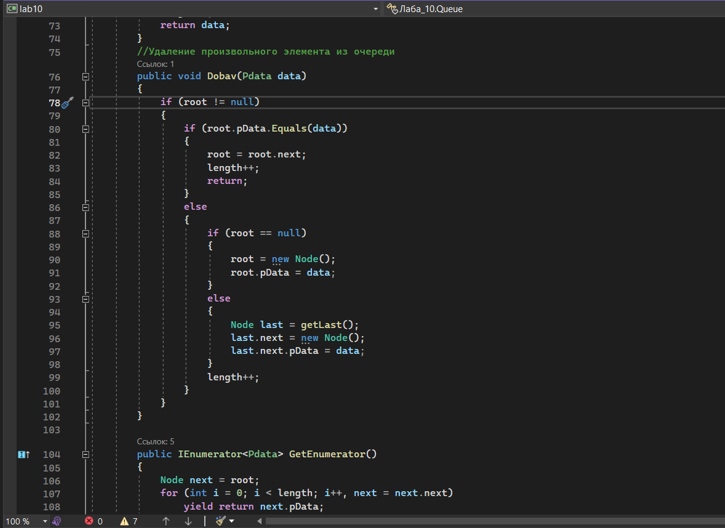 lab10
Лаба_10.Queue
73 return data;
74 }
75 //Удаление произвольного элемента из очереди
Ссылок: 1
76 public void Dobav(Pdata data)
77 {
78 if (root != null)
79 {
80 if (root.pData.Equals(data))
81 {
82 root = root.next;
83 length++;
84 return;
85 }
86 else
87 {
88 if (root == null)
89 {
90 root = new Node();
91 root.pData = data;
92 }
93 else
94 {
95 Node last = getLast();
96 last.next = new Node();
97 last.next.pData = data;
98 }
99 length++;
100 }
101 }
102 }
103
Ссылок: 5
104 public IEnumerator<Pdata> GetEnumerator()
105 {
106 Node next = root;
107 for (int i = 0; i < length; i++, next = next.next)
108 yield return next.pData;
100 % 0 7